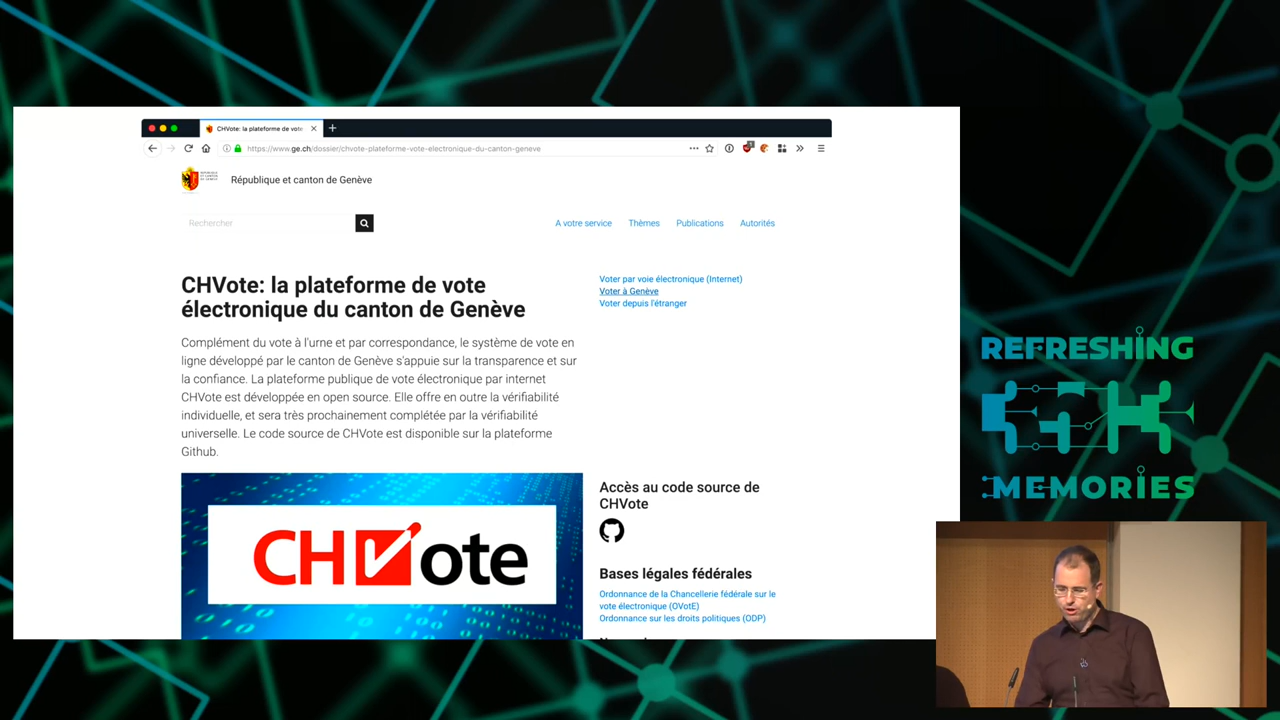 CHVote: la plateforme de vote
https://www.ge.ch/dossier/chvote-plateforme-vote-electronique-du-canton-geneve
REPUBLIQUE
ET CANTON
DE GENEVE
République et canton de Genève
Rechercher
A votre service
Thèmes
Publications
Autorités
CHVote: la plateforme de vote
électronique du canton de Genève
Complément du vote à l'urne et par correspondance, le système de vote en
ligne développé par le canton de Genève s'appuie sur la transparence et sur
la confiance. La plateforme publique de vote électronique par internet
CHVote est développée en open source. Elle offre en outre la vérifiabilité
individuelle, et sera très prochainement complétée par la vérifiabilité
universelle. Le code source de CHVote est disponible sur la plateforme
Github.
Voter par voie électronique (Internet)
Voter à Genève
Voter depuis l'étranger
CHVote
Accès au code source de
CHVote
Bases légales fédérales
Ordonnance de la Chancellerie fédérale sur le
vote électronique (OVotE)
Ordonnance sur les droits politiques (ODP)
REFRESHING
MEMORIES